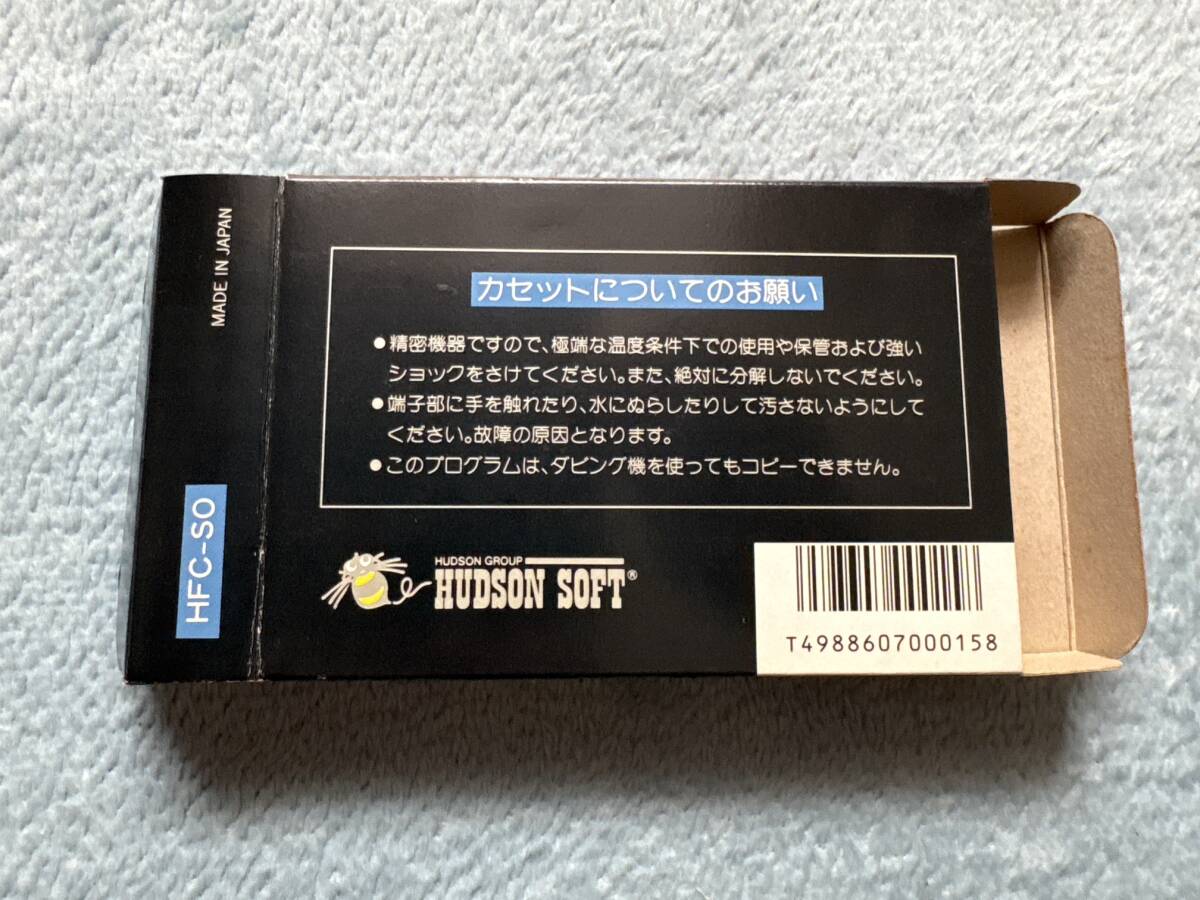 MADE IN JAPAN
HFC-SO
カセットについてのお願い
●精密機器ですので、極端な温度条件下での使用や保管および強い
ショックをさけてください。また、絶対に分解しないでください。
●端子部に手を触れたり、水にぬらしたりして汚さないようにして
ください。故障の原因となります。
●このプログラムは、ダビング機を使ってもコピーできません。
HUDSON GROUP
HUDSON SOFT®
T4988607000158